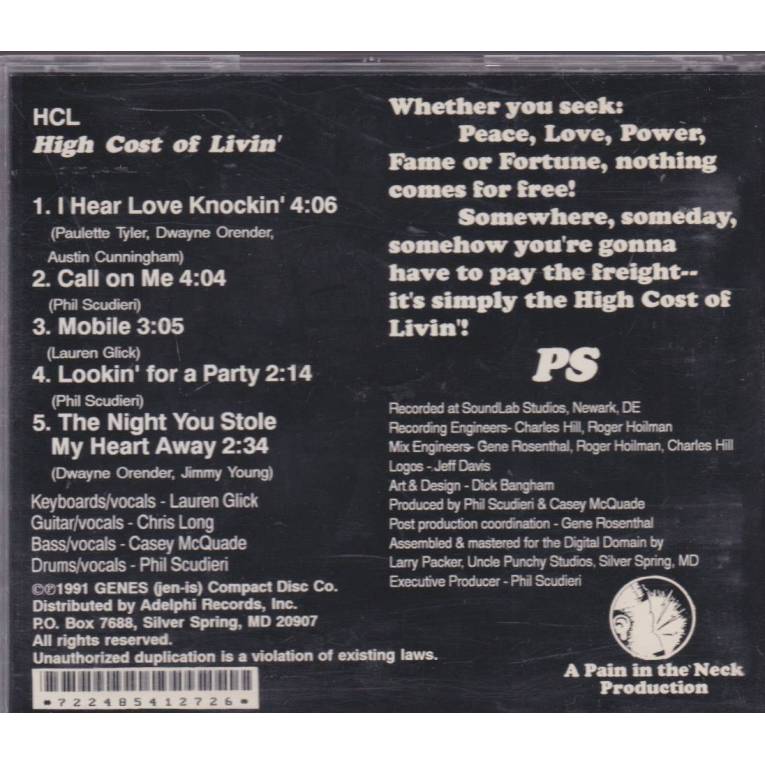 HCL
High Cost of Livin'
1. I Hear Love Knockin' 4:06
(Paulette Tyler, Dwayne Orender,
Austin Cunningham)
2. Call on Me 4:04
(Phil Scudieri)
3. Mobile 3:05
(Lauren Glick)
4. Lookin' for a Party 2:14
(Phil Scudieri)
5. The Night You Stole
My Heart Away 2:34
(Dwayne Orender, Jimmy Young)
Keyboards/vocals - Lauren Glick
Guitar/vocals - Chris Long
Bass/vocals - Casey McQuade
Drums/vocals - Phil Scudieri
©℗1991 GENES (jen-is) Compact Disc Co.
Distributed by Adelphi Records, Inc.
P.O. Box 7688, Silver Spring, MD 20907
All rights reserved.
Unauthorized duplication is a violation of existing laws.
*722485412726*
Whether you seek:
Peace, Love, Power,
Fame or Fortune, nothing
comes for free!
Somewhere, someday,
somehow you're gonna
have to pay the freight--
it's simply the High Cost of
Livin'!
PS
Recorded at SoundLab Studios, Newark, DE
Recording Engineers- Charles Hill, Roger Hoilman
Mix Engineers- Gene Rosenthal, Roger Hoilman, Charles Hill
Logos - Jeff Davis
Art & Design - Dick Bangham
Produced by Phil Scudieri & Casey McQuade
Post production coordination - Gene Rosenthal
Assembled & mastered for the Digital Domain by
Larry Packer, Uncle Punchy Studios, Silver Spring, MD
Executive Producer - Phil Scudieri
A Pain in the Neck
Production